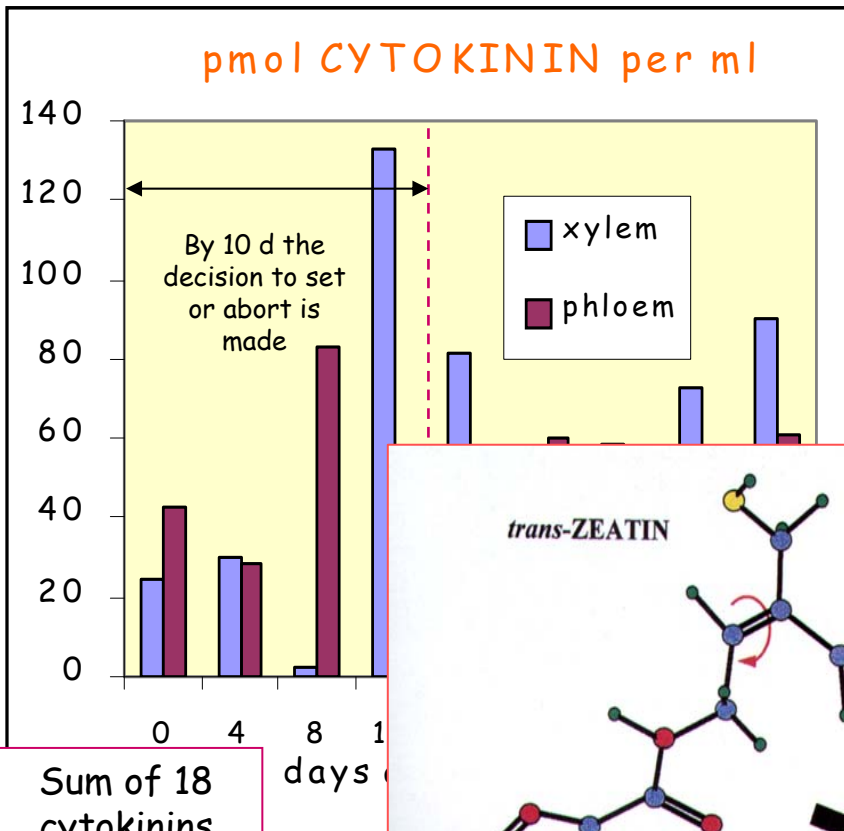 pmol CYTOKININ per ml
140
120
100
80
60
40
20
0
By 10 d the
decision to set
or abort is
made
xylem
phloem
trans-ZEATIN
0 4 8
days
Sum of 18
cytokinins